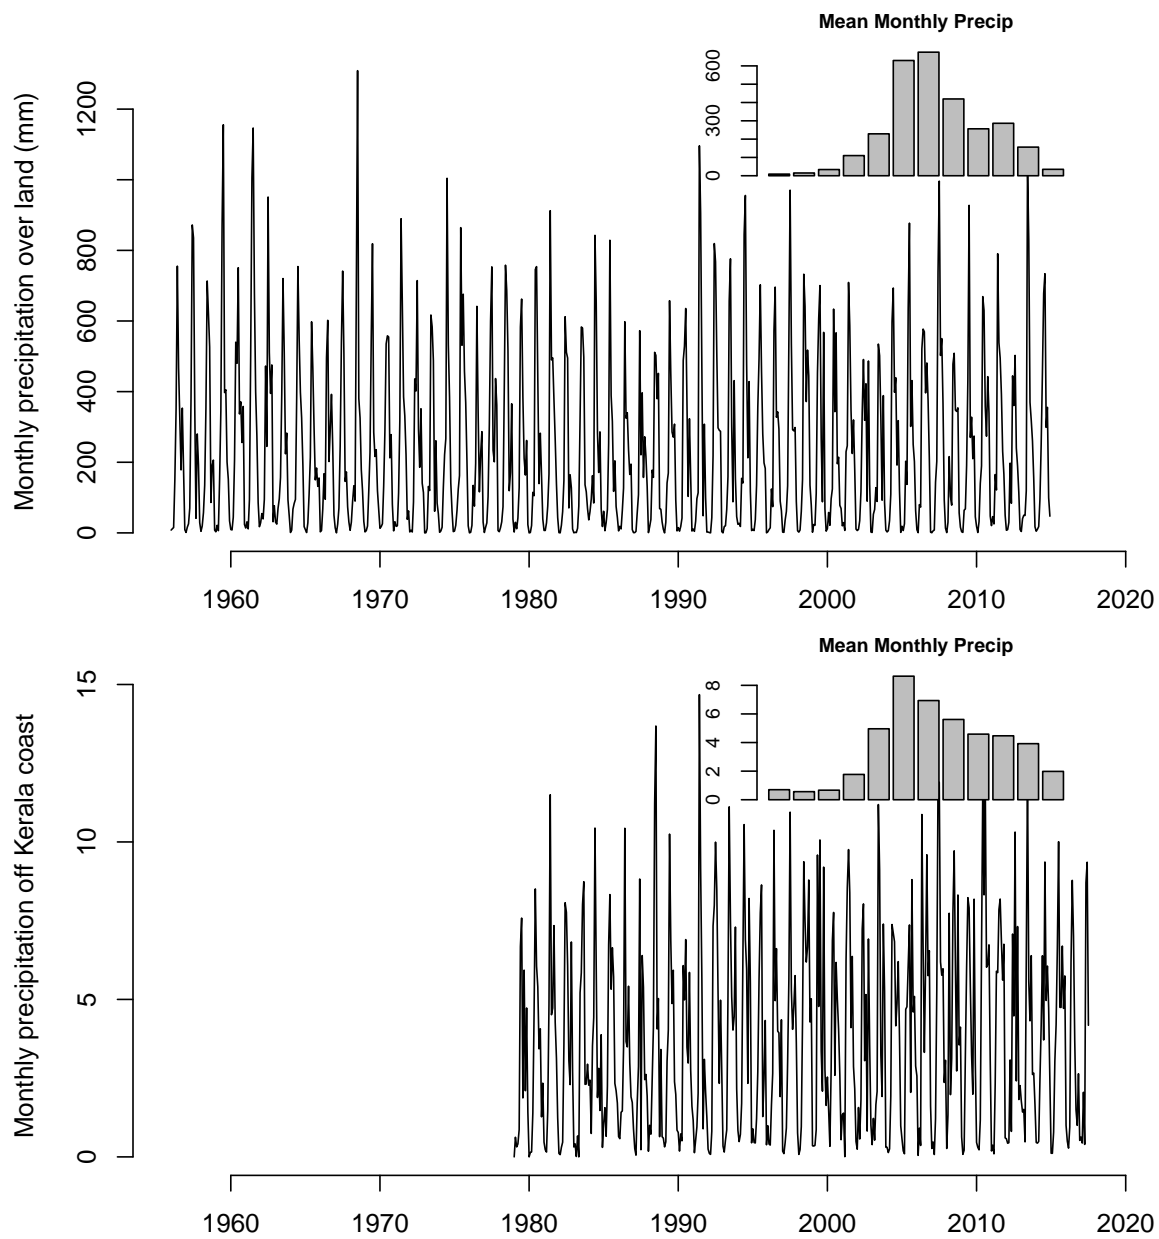 Mean Monthly Precip
Monthly precipitation over land (mm)
0 200 400 600 800 1200
0 300 600
1960 1970 1980 1990 2000 2010 2020
Mean Monthly Precip
Monthly precipitation off Kerala coast
0 5 10 15
0 2 4 6 8
1960 1970 1980 1990 2000 2010 2020